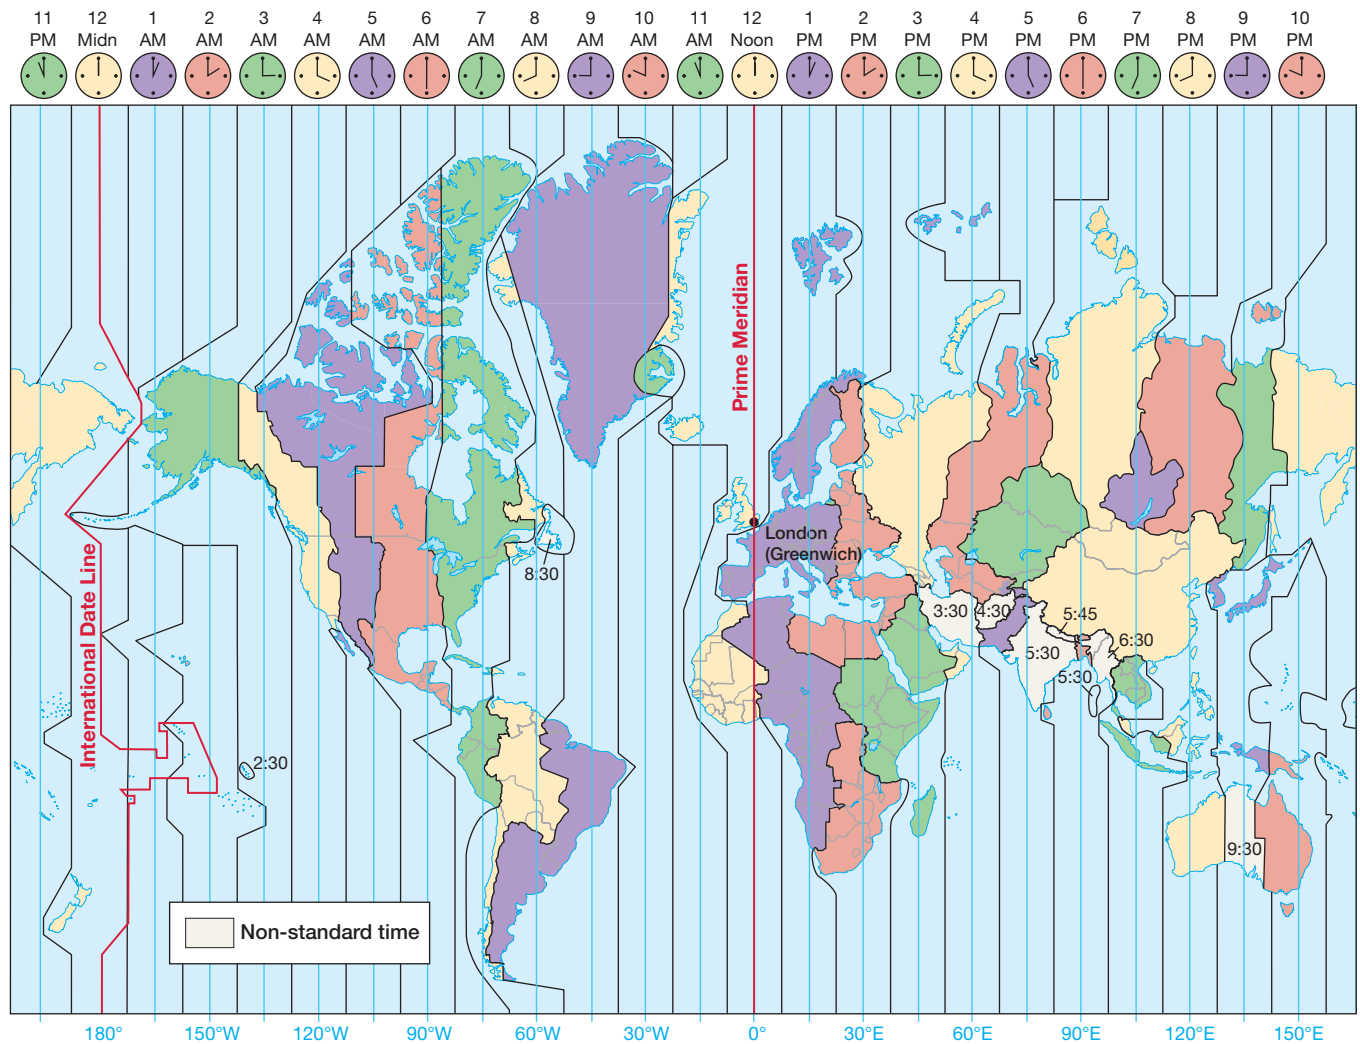 11 12 1 2 3 4 5 6 7 8 9 10 11 12 1 2 3 4 5 6 7 8 9 10
PM Midn AM AM AM AM AM AM AM AM AM AM AM Noon PM PM PM PM PM PM PM PM PM PM
Prime Meridian
London
(Greenwich)
International Date Line
8:30
3:30
4:30
5:45
6:30
5:30
5:30
2:30
9:30
Non-standard time
180° 150°W 120°W 90°W 60°W 30°W 0° 30°E 60°E 90°E 120°E 150°E